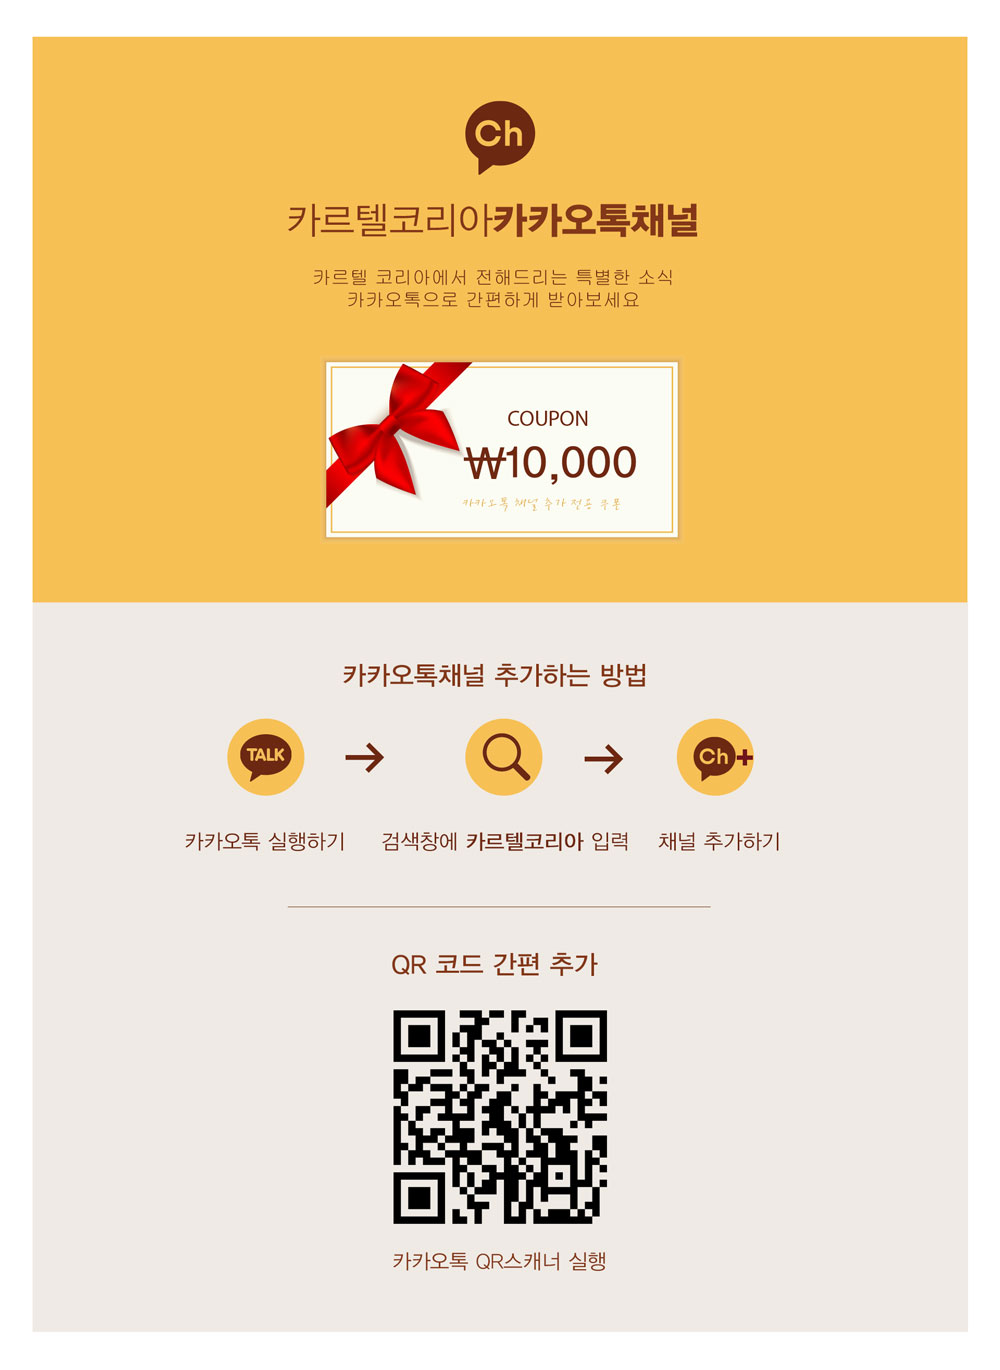 Ch
카르텔코리아카카오톡채널
카르텔 코리아에서 전해드리는 특별한 소식
카카오톡으로 간편하게 받아보세요
COUPON
₩10,000
카카오톡 채널 추가 전용 쿠폰
카카오톡채널 추가하는 방법
TALK
Ch+
카카오톡 실행하기
검색창에 카르텔코리아 입력
채널 추가하기
QR 코드 간편 추가
카카오톡 QR스캐너 실행